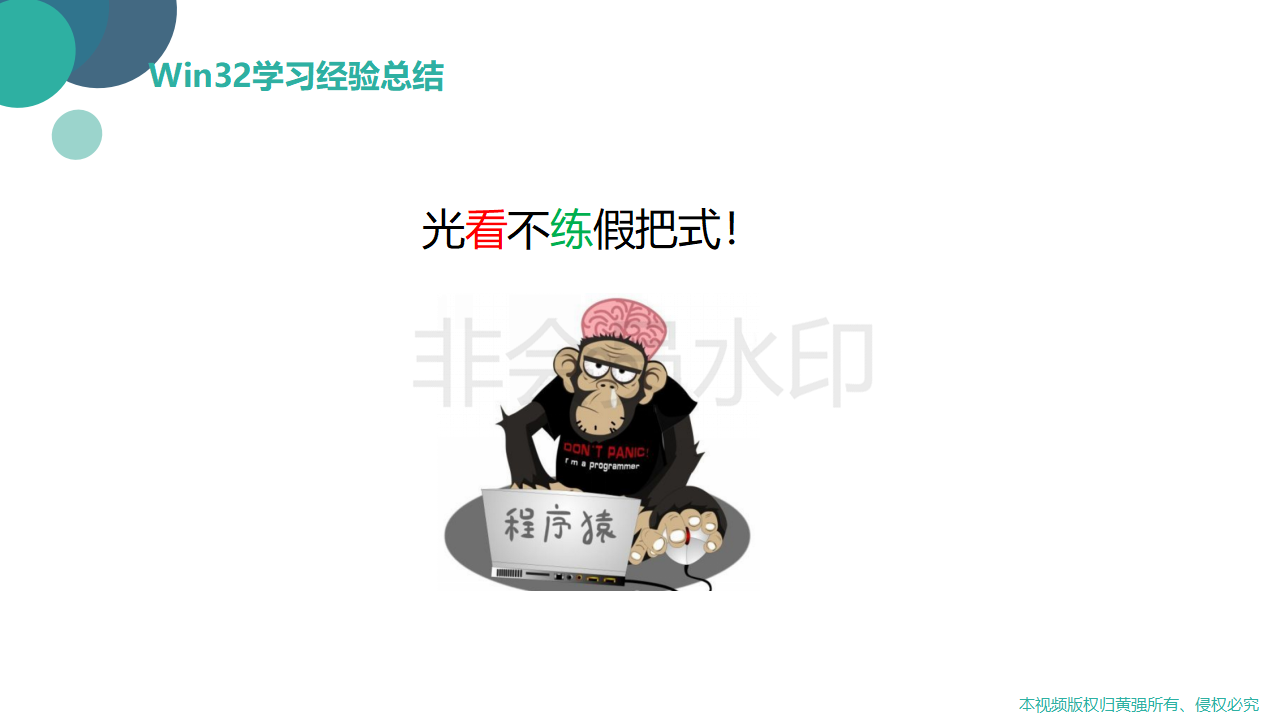 Win32学习经验总结
光看不练假把式！
非会员水印
DON'T PANIC!
I'm a programmer
程序猿
本视频版权归黄强所有、侵权必究